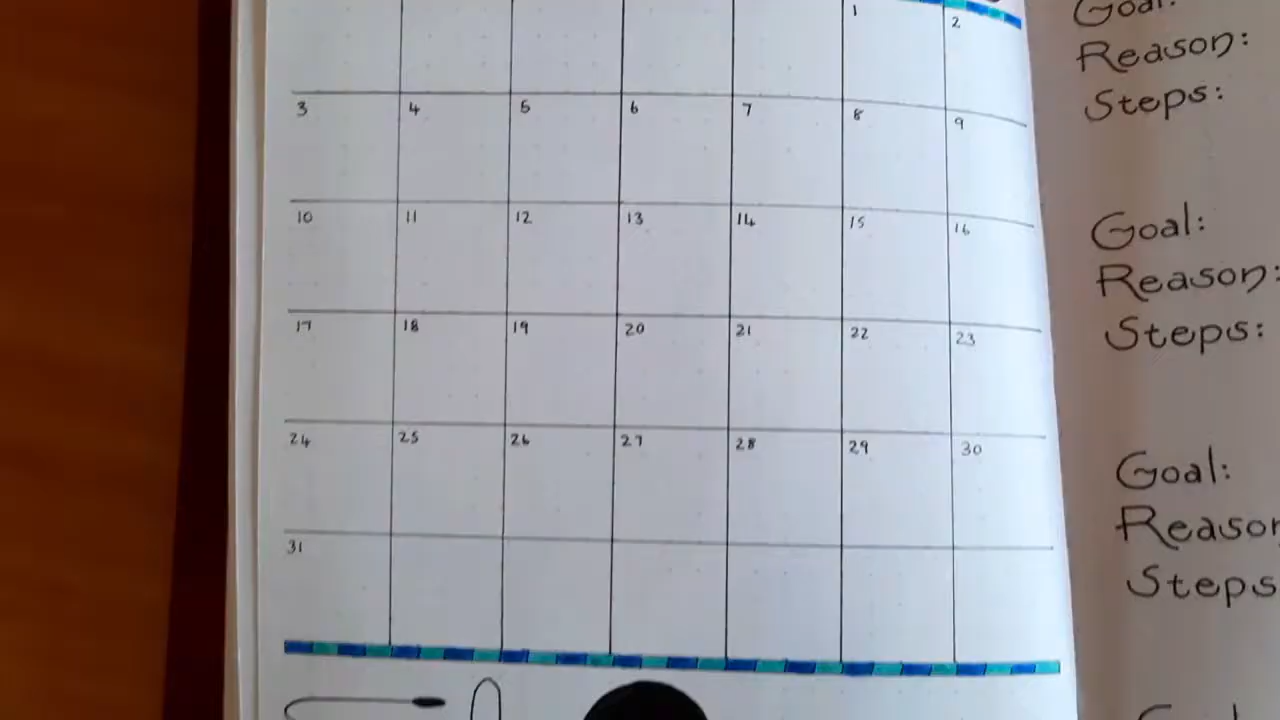 1 2
3 4 5 6 7 8 9
10 11 12 13 14 15 16
17 18 19 20 21 22 23
24 25 26 27 28 29 30
31
Goal:
Reason:
Steps:
Goal:
Reason:
Steps:
Goal:
Reason
Steps